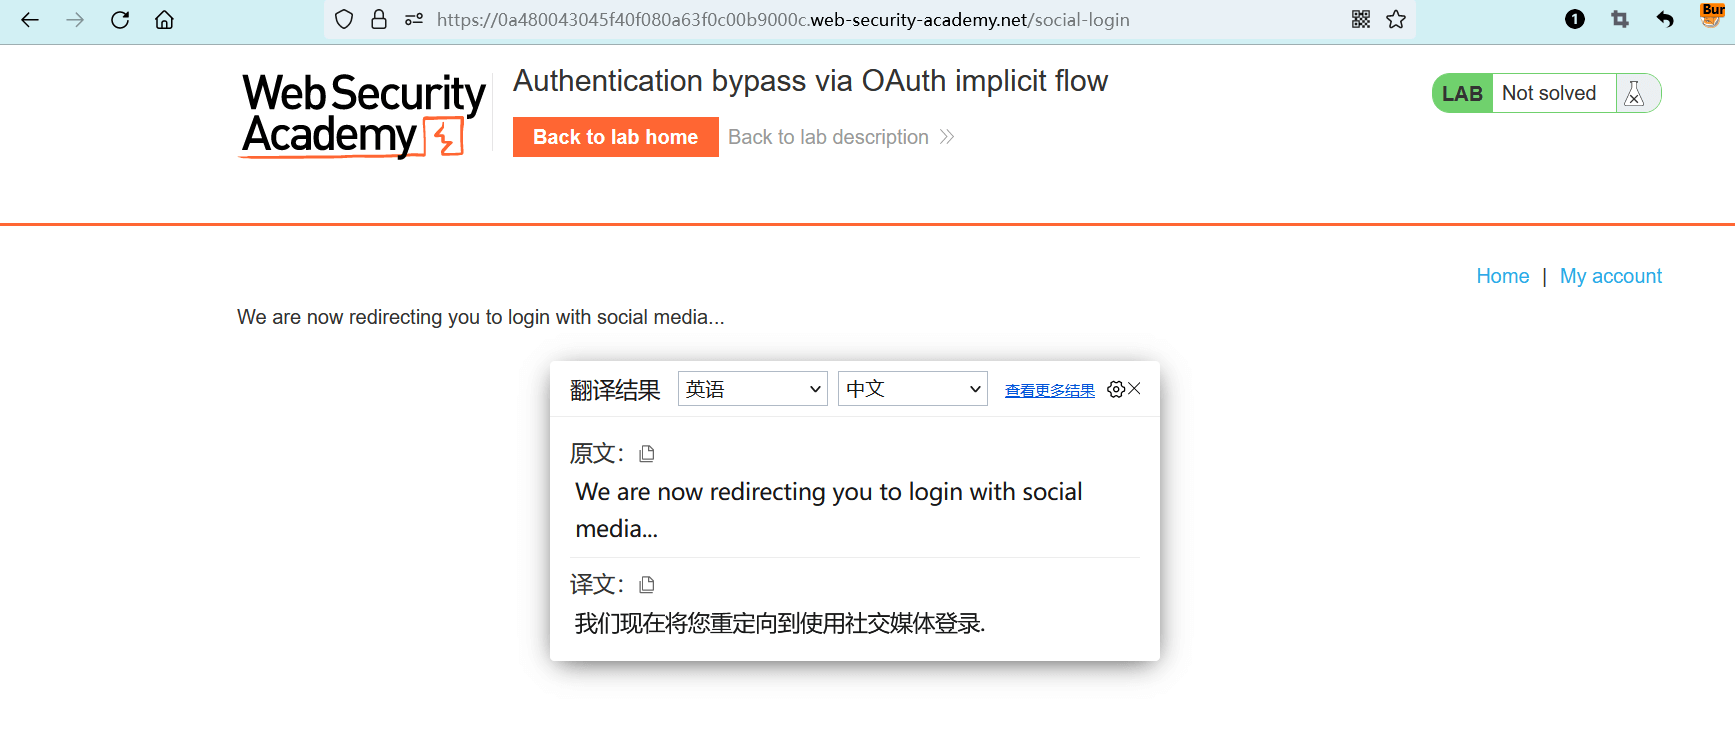 https://0a480043045f40f080a63f0c00b9000c.web-security-academy.net/social-login
1
Bur
Web Security
Academy
Authentication bypass via OAuth implicit flow
Back to lab home
Back to lab description
LAB Not solved
Home | My account
We are now redirecting you to login with social media...
翻译结果 英语 中文 查看更多结果
原文：
We are now redirecting you to login with social
media...
译文：
我们现在将您重定向到使用社交媒体登录.